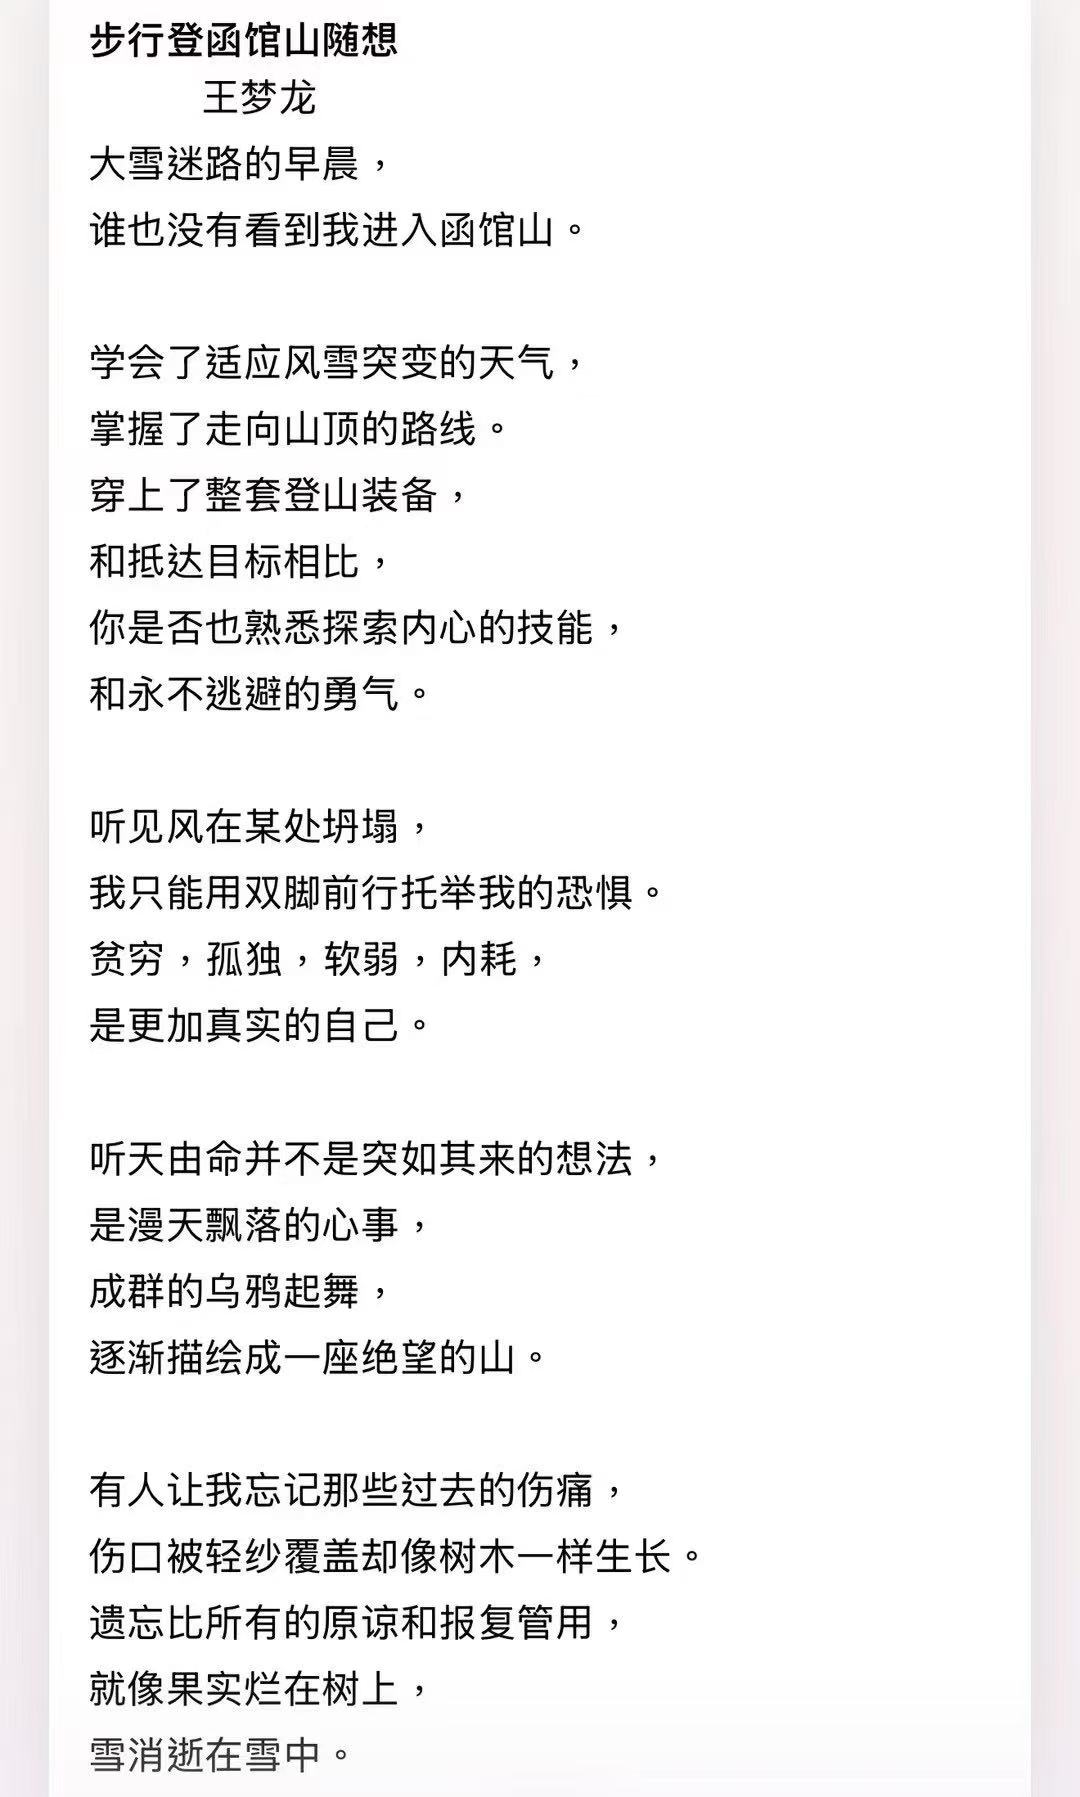 步行登函馆山随想
王梦龙
大雪迷路的早晨，
谁也没有看到我进入函馆山。
学会了适应风雪突变的天气，
掌握了走向山顶的路线。
穿上了整套登山装备，
和抵达目标相比，
你是否也熟悉探索内心的技能，
和永不逃避的勇气。
听见风在某处坍塌，
我只能用双脚前行托举我的恐惧。
贫穷，孤独，软弱，内耗，
是更加真实的自己。
听天由命并不是突如其来的想法，
是漫天飘落的心事，
成群的乌鸦起舞，
逐渐描绘成一座绝望的山。
有人让我忘记那些过去的伤痛，
伤口被轻纱覆盖却像树木一样生长。
遗忘比所有的原谅和报复管用，
就像果实烂在树上，
雪消逝在雪中。